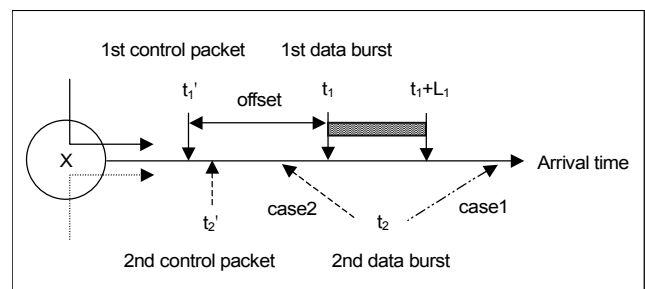 1st control packet 1st data burst
t1' t1 t1+L1
offset
X
Arrival time
case2 t2 case1
t2'
2nd control packet 2nd data burst